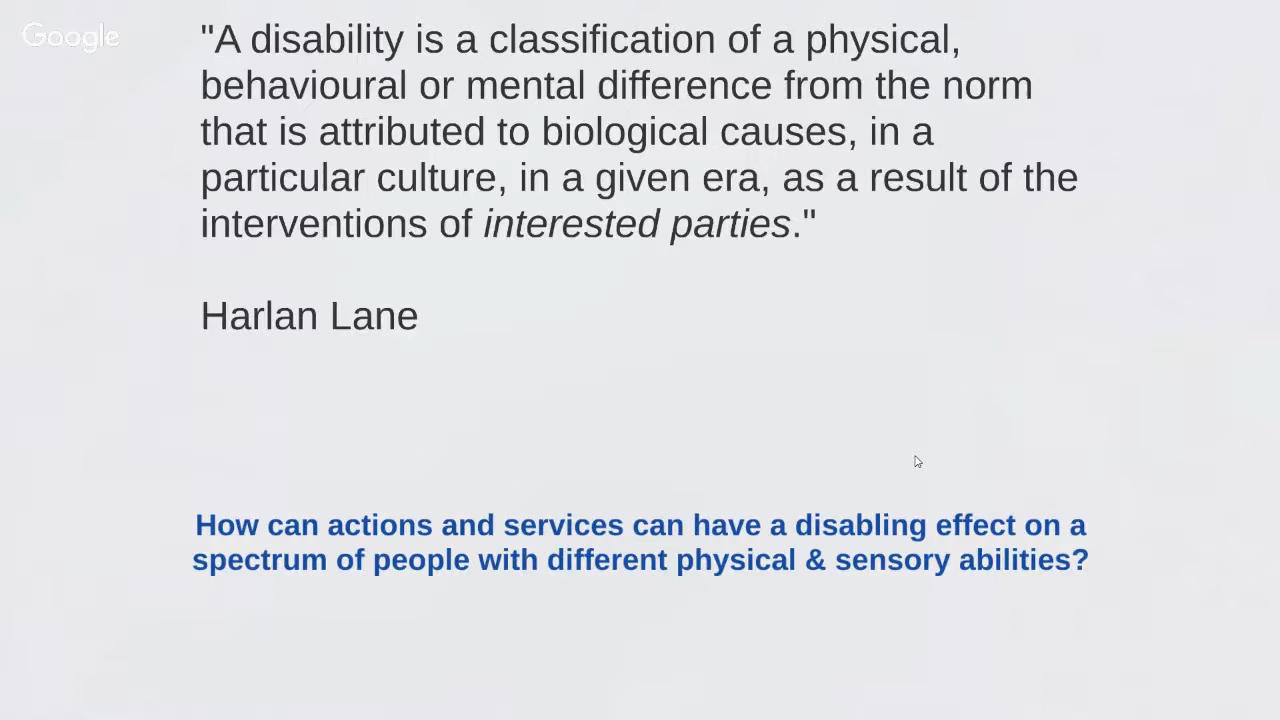 Google
"A disability is a classification of a physical,
behavioural or mental difference from the norm
that is attributed to biological causes, in a
particular culture, in a given era, as a result of the
interventions of interested parties."
Harlan Lane
How can actions and services can have a disabling effect on a
spectrum of people with different physical & sensory abilities?